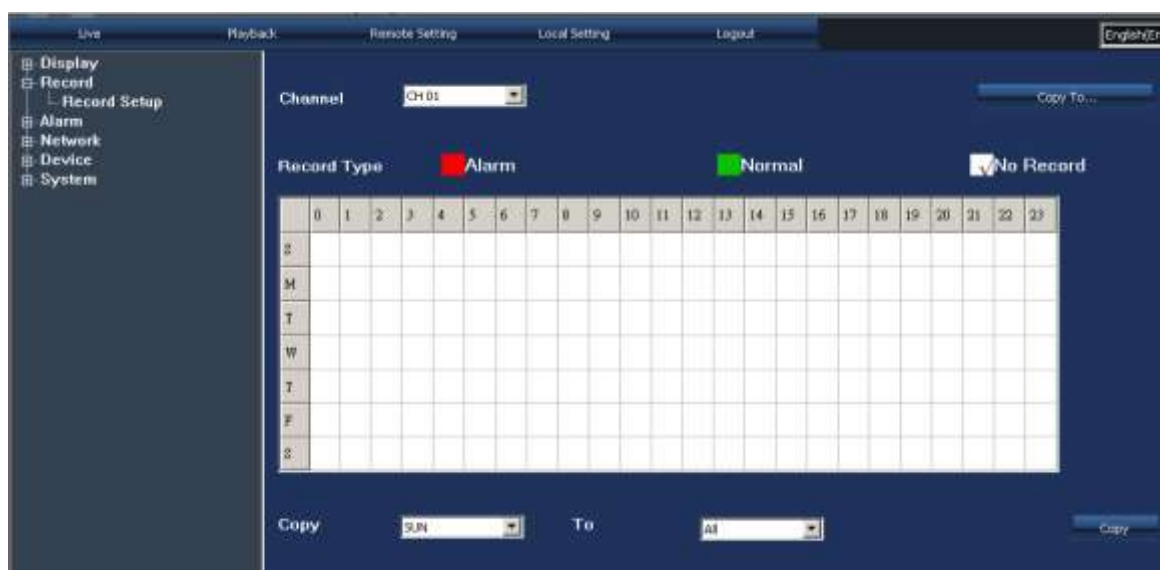 Live Playback Remote Setting Local Setting Logout English(En
Display
Record
Record Setup
Alarm
Network
Device
System
Channel CH 01 Copy To...
Record Type Alarm Normal No Record
0 1 2 3 4 5 6 7 8 9 10 11 12 13 14 15 16 17 18 19 20 21 22 23
S
M
T
W
T
F
S
Copy SUN To All Copy